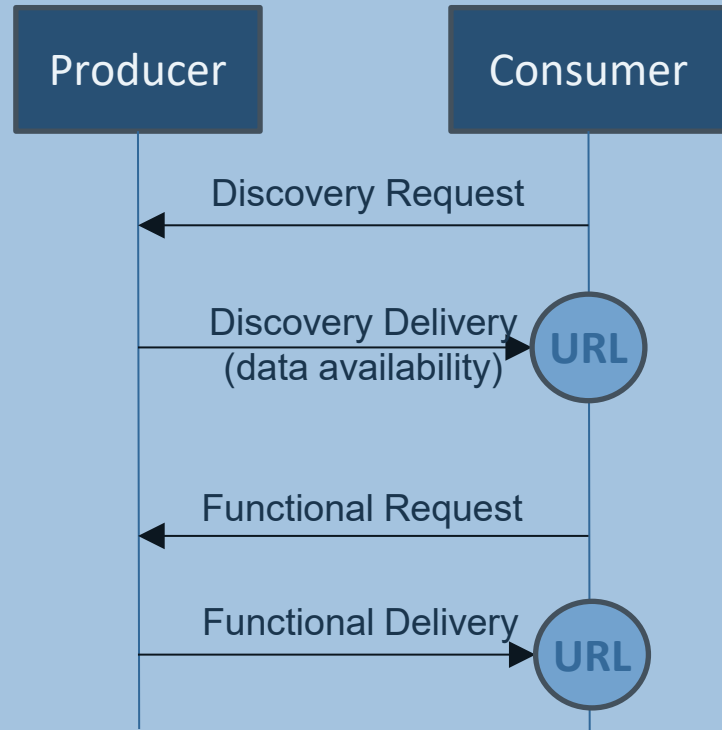 Producer
Consumer
Discovery Request
Discovery Delivery
(data availability)
URL
Functional Request
Functional Delivery
URL